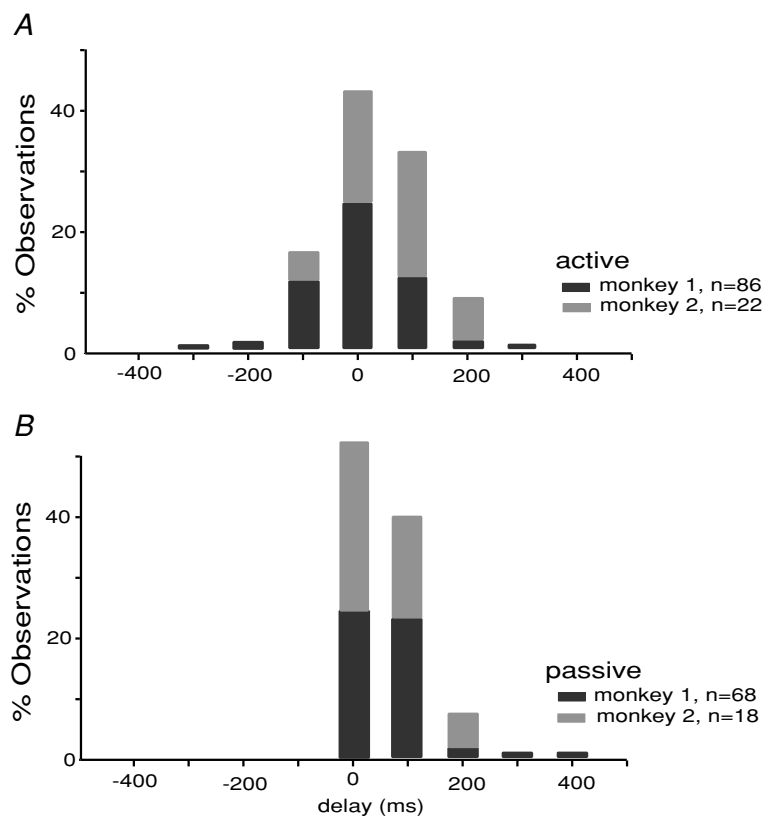 A
% Observations
40
20
0
-400 -200 0 200 400
active
monkey 1, n=86
monkey 2, n=22
B
% Observations
40
20
0
-400 -200 0 200 400
delay (ms)
passive
monkey 1, n=68
monkey 2, n=18